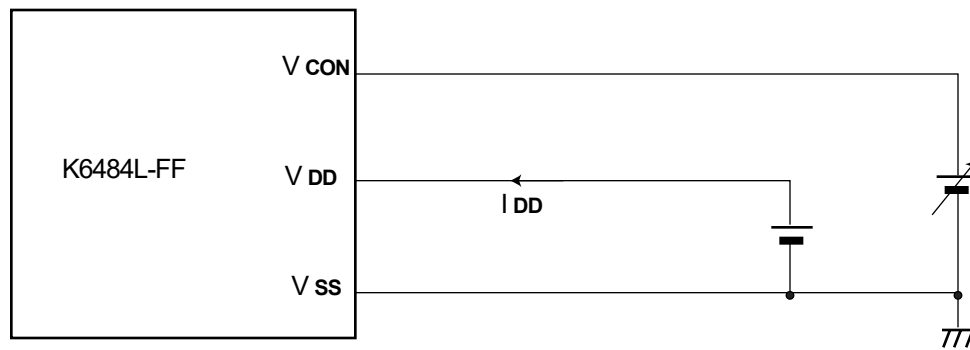 V CON
K6484L-FF
V DD
I DD
V SS